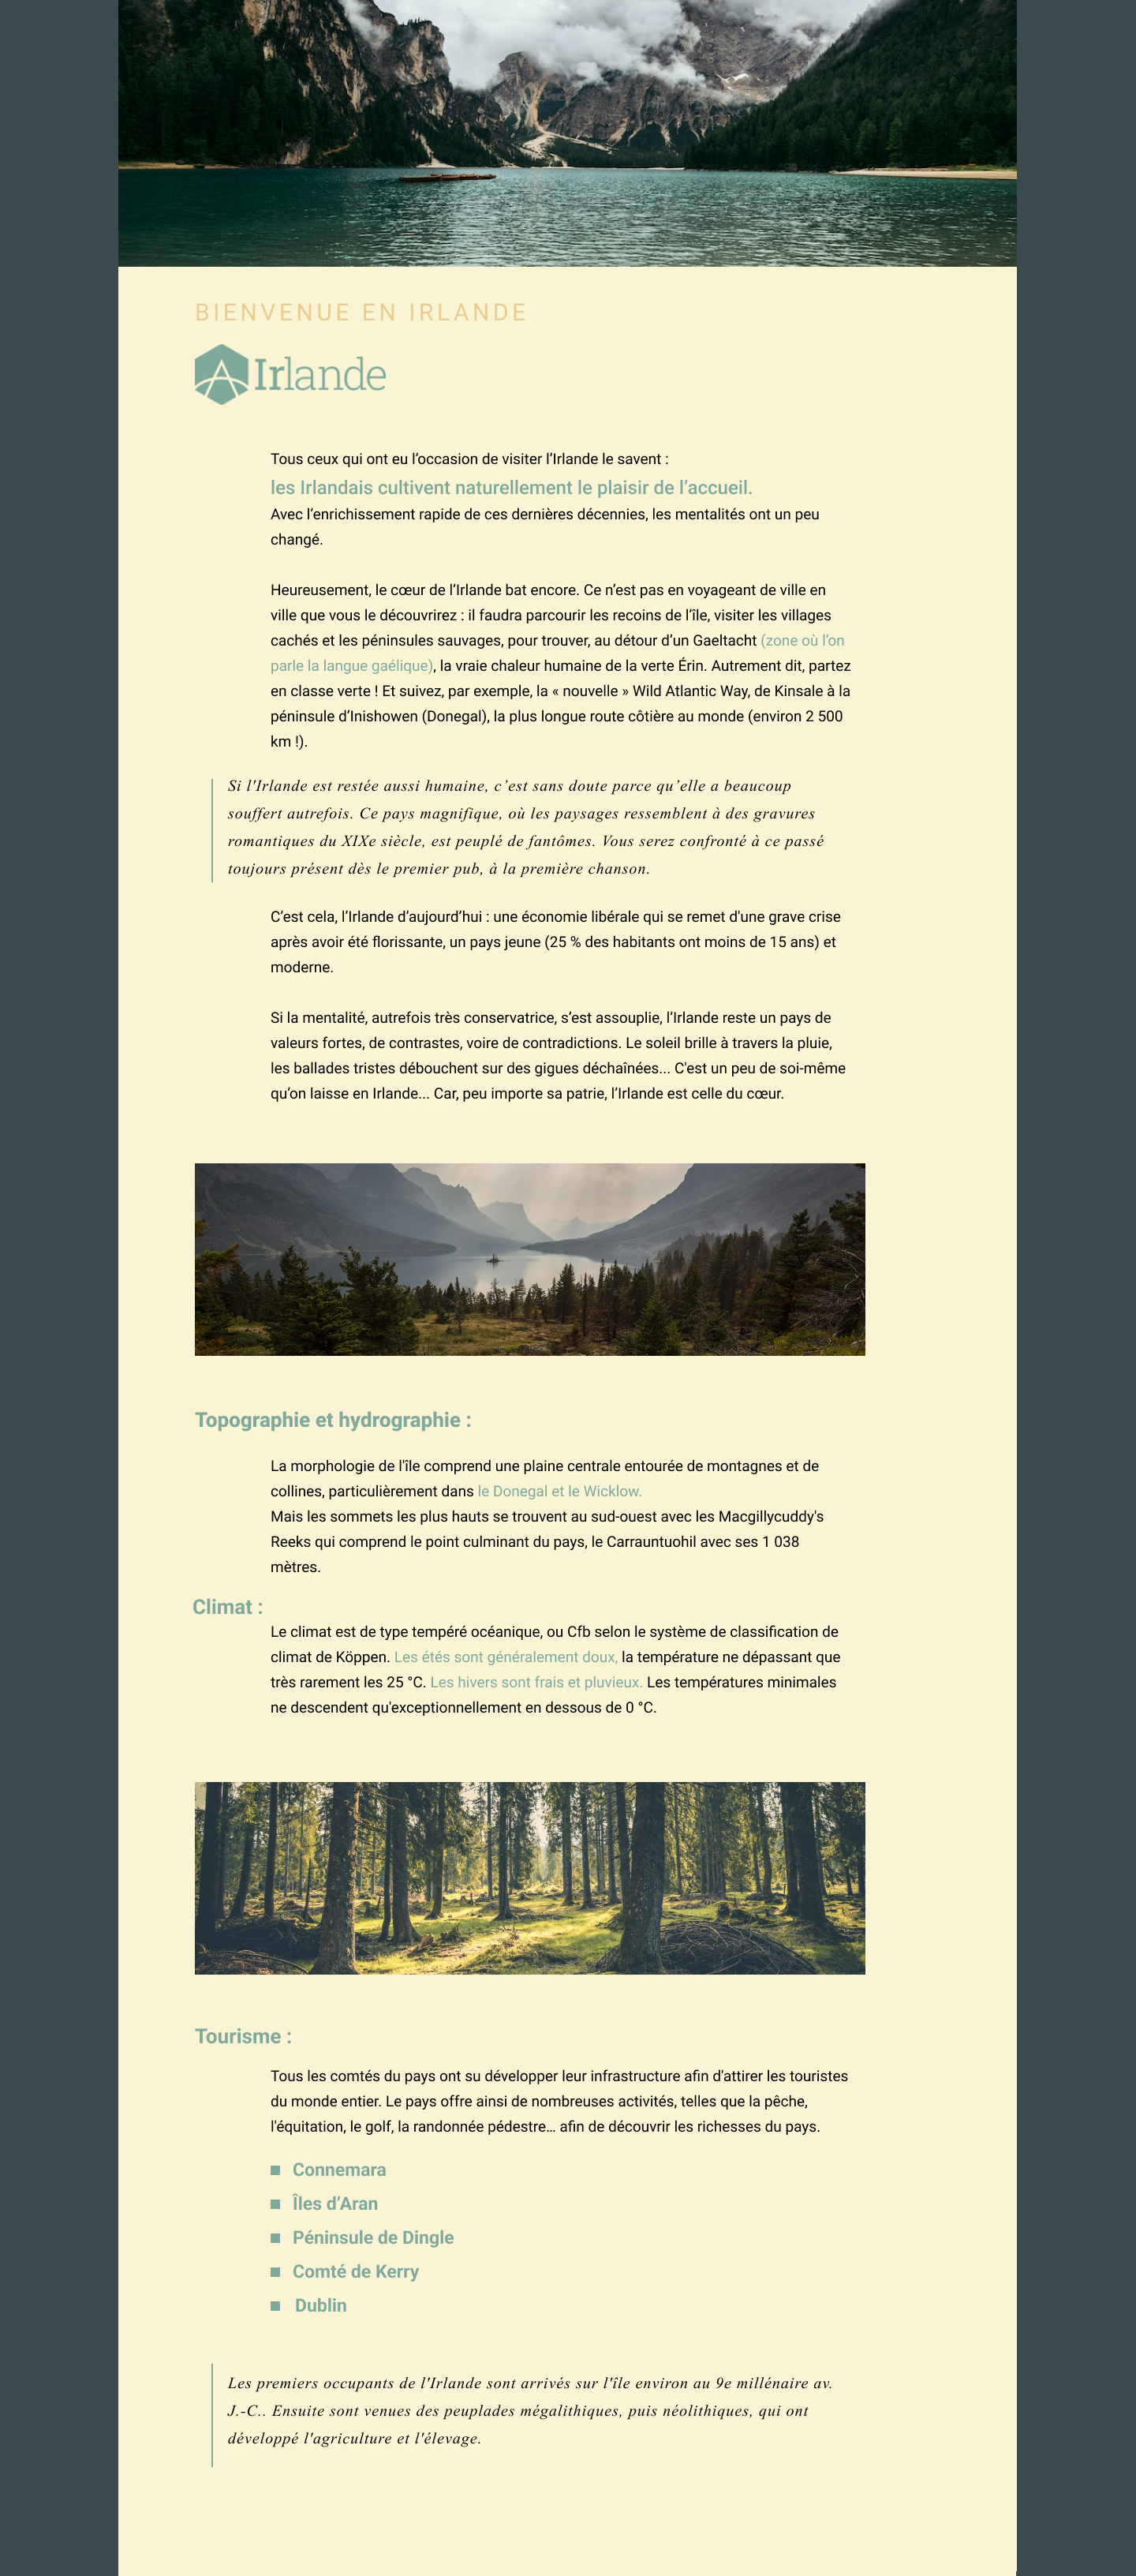 BIENVENUE EN IRLANDE
Irlande
Tous ceux qui ont eu l’occasion de visiter l’Irlande le savent :
les Irlandais cultivent naturellement le plaisir de l’accueil.
Avec l’enrichissement rapide de ces dernières décennies, les mentalités ont un peu
changé.
Heureusement, le cœur de l’Irlande bat encore. Ce n’est pas en voyageant de ville en
ville que vous le découvrirez : il faudra parcourir les recoins de l’île, visiter les villages
cachés et les péninsules sauvages, pour trouver, au détour d’un Gaeltacht (zone où l’on
parle la langue gaélique), la vraie chaleur humaine de la verte Érin. Autrement dit, partez
en classe verte ! Et suivez, par exemple, la « nouvelle » Wild Atlantic Way, de Kinsale à la
péninsule d’Inishowen (Donegal), la plus longue route côtière au monde (environ 2 500
km !).
Si l'Irlande est restée aussi humaine, c’est sans doute parce qu’elle a beaucoup
souffert autrefois. Ce pays magnifique, où les paysages ressemblent à des gravures
romantiques du XIXe siècle, est peuplé de fantômes. Vous serez confronté à ce passé
toujours présent dès le premier pub, à la première chanson.
C’est cela, l’Irlande d’aujourd’hui : une économie libérale qui se remet d'une grave crise
après avoir été florissante, un pays jeune (25 % des habitants ont moins de 15 ans) et
moderne.
Si la mentalité, autrefois très conservatrice, s’est assouplie, l’Irlande reste un pays de
valeurs fortes, de contrastes, voire de contradictions. Le soleil brille à travers la pluie,
les ballades tristes débouchent sur des gigues déchaînées... C'est un peu de soi-même
qu’on laisse en Irlande... Car, peu importe sa patrie, l’Irlande est celle du cœur.
Topographie et hydrographie :
La morphologie de l'île comprend une plaine centrale entourée de montagnes et de
collines, particulièrement dans le Donegal et le Wicklow.
Mais les sommets les plus hauts se trouvent au sud-ouest avec les Macgillycuddy's
Reeks qui comprend le point culminant du pays, le Carrauntuohil avec ses 1 038
mètres.
Climat :
Le climat est de type tempéré océanique, ou Cfb selon le système de classification de
climat de Köppen. Les étés sont généralement doux, la température ne dépassant que
très rarement les 25 °C. Les hivers sont frais et pluvieux. Les températures minimales
ne descendent qu'exceptionnellement en dessous de 0 °C.
Tourisme :
Tous les comtés du pays ont su développer leur infrastructure afin d'attirer les touristes
du monde entier. Le pays offre ainsi de nombreuses activités, telles que la pêche,
l'équitation, le golf, la randonnée pédestre… afin de découvrir les richesses du pays.
■ Connemara
■ Îles d’Aran
■ Péninsule de Dingle
■ Comté de Kerry
■ Dublin
Les premiers occupants de l'Irlande sont arrivés sur l'île environ au 9e millénaire av.
J.-C.. Ensuite sont venues des peuplades mégalithiques, puis néolithiques, qui ont
développé l'agriculture et l'élevage.